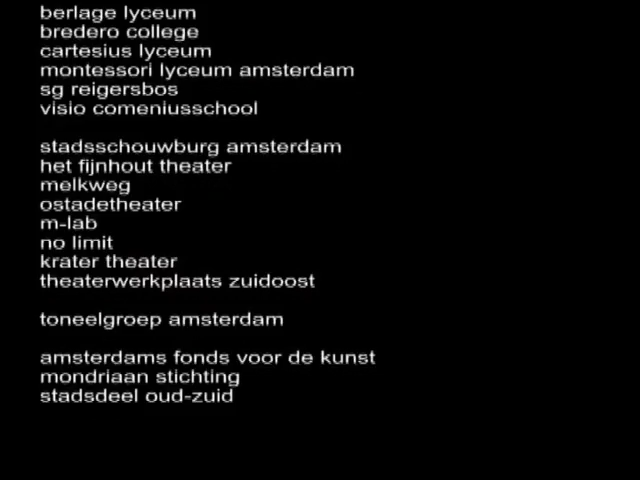 berlage lyceum
bredero college
cartesius lyceum
montessori lyceum amsterdam
sg reigersbos
visio comeniusschool
stadsschouwburg amsterdam
het fijnhout theater
melkweg
ostadetheater
m-lab
no limit
krater theater
theaterwerkplaats zuidoost
toneelgroep amsterdam
amsterdams fonds voor de kunst
mondriaan stichting
stadsdeel oud-zuid